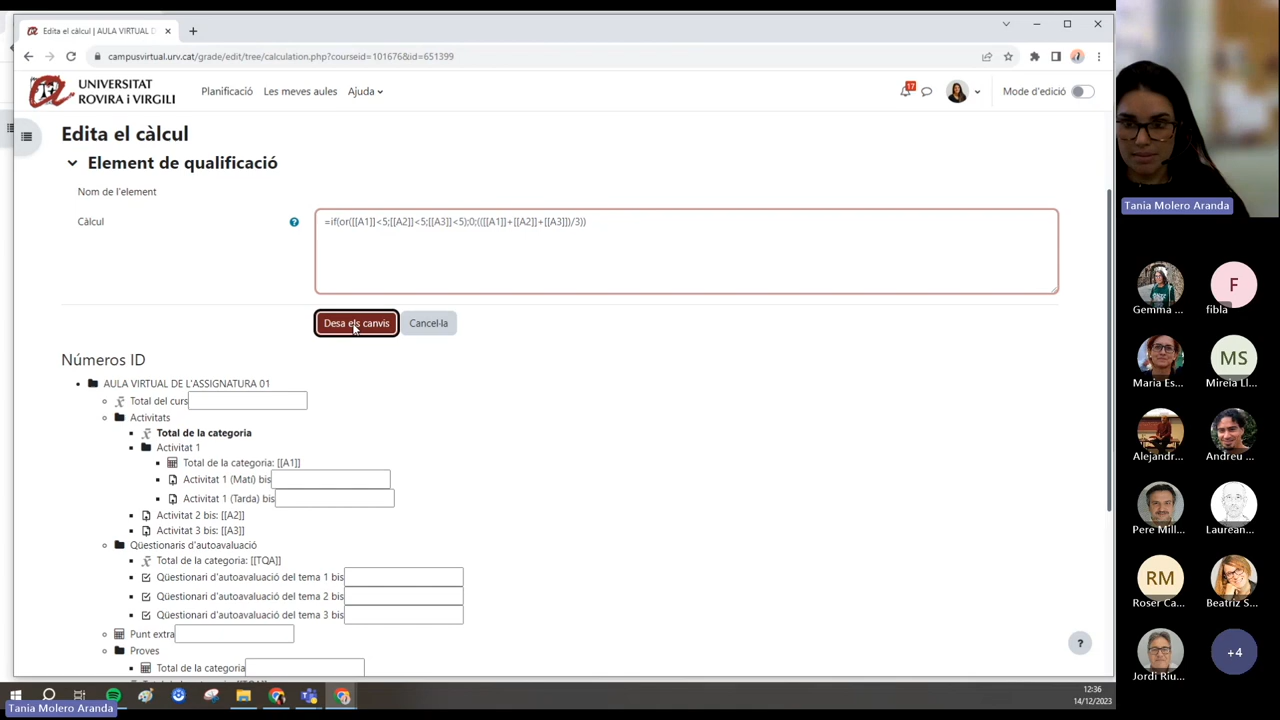 Edita el càlcul | AULA VIRTUAL D
campusvirtual.urv.cat/grade/edit/tree/calculation.php?courseid=101676&id=651399
UNIVERSITAT
ROVIRA i VIRGILI
Planificació
Les meves aules
Ajuda
17
Mode d'edició
Edita el càlcul
Element de qualificació
Nom de l'element
Càlcul
=if(or([[A1]]<5;[[A2]]<5;[[A3]]<5);0;(([[A1]]+[[A2]]+[[A3]])/3))
Desa els canvis
Cancel·la
Números ID
AULA VIRTUAL DE L'ASSIGNATURA 01
Total del curs
Activitats
Total de la categoria
Activitat 1
Total de la categoria: [[A1]]
Activitat 1 (Matí) bis
Activitat 1 (Tarda) bis
Activitat 2 bis: [[A2]]
Activitat 3 bis: [[A3]]
Qüestionaris d'autoavaluació
Total de la categoria: [[TQA]]
Qüestionari d'autoavaluació del tema 1 bis
Qüestionari d'autoavaluació del tema 2 bis
Qüestionari d'autoavaluació del tema 3 bis
Punt extra
Proves
Total de la categoria
?
12:36
14/12/2023
Tania Molero Aranda
Tania Molero Aranda
Gemma ...
F
fibla
Maria Es...
MS
Mireia Ll...
Alejandr...
Andreu ...
Pere Mill...
Laurean...
RM
Roser Ca...
Beatriz S...
Jordi Riu...
+4